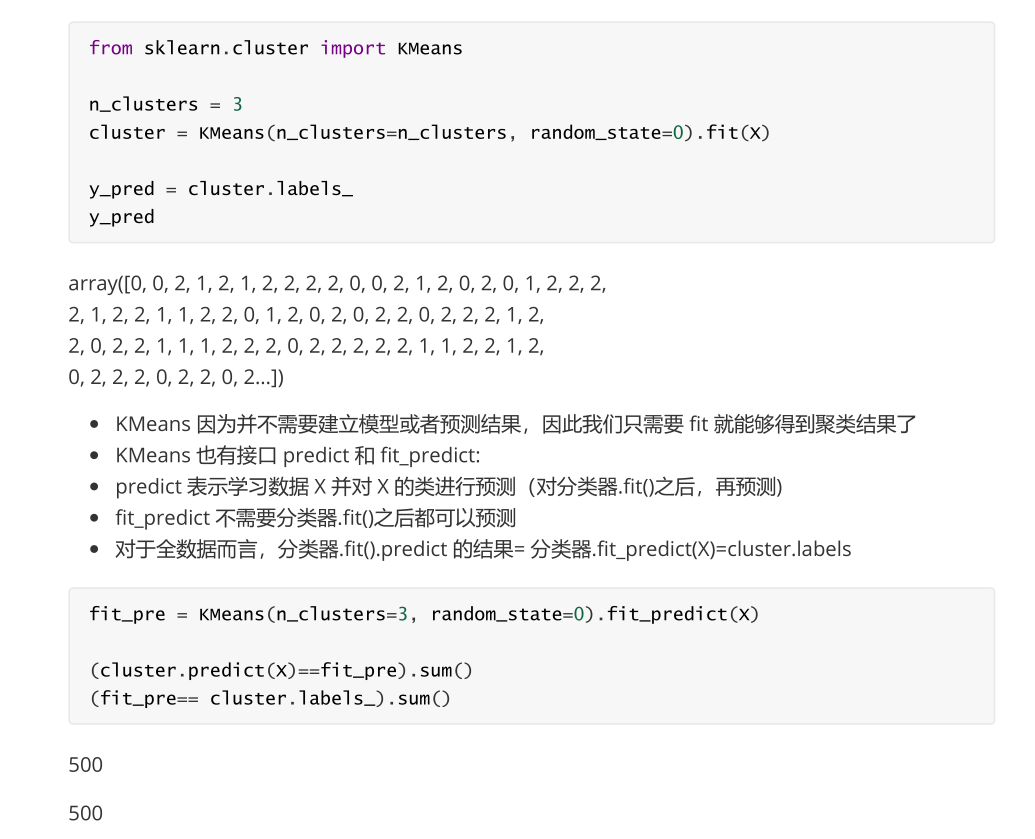 from sklearn.cluster import KMeans
n_clusters = 3
cluster = KMeans(n_clusters=n_clusters, random_state=0).fit(X)
y_pred = cluster.labels_
y_pred
array([0, 0, 2, 1, 2, 1, 2, 2, 2, 2, 0, 0, 2, 1, 2, 0, 2, 0, 1, 2, 2, 2,
2, 1, 2, 2, 1, 1, 2, 2, 0, 1, 2, 0, 2, 0, 2, 2, 0, 2, 2, 2, 1, 2,
2, 0, 2, 2, 1, 1, 1, 2, 2, 2, 0, 2, 2, 2, 2, 2, 1, 1, 2, 2, 1, 2,
0, 2, 2, 2, 0, 2, 2, 0, 2...])
• KMeans 因为并不需要建立模型或者预测结果，因此我们只需要 fit 就能够得到聚类结果了
• KMeans 也有接口 predict 和 fit_predict:
• predict 表示学习数据 X 并对 X 的类进行预测（对分类器.fit()之后，再预测)
• fit_predict 不需要分类器.fit()之后都可以预测
• 对于全数据而言，分类器.fit().predict 的结果= 分类器.fit_predict(X)=cluster.labels
fit_pre = KMeans(n_clusters=3, random_state=0).fit_predict(X)
(cluster.predict(X)==fit_pre).sum()
(fit_pre== cluster.labels_).sum()
500
500